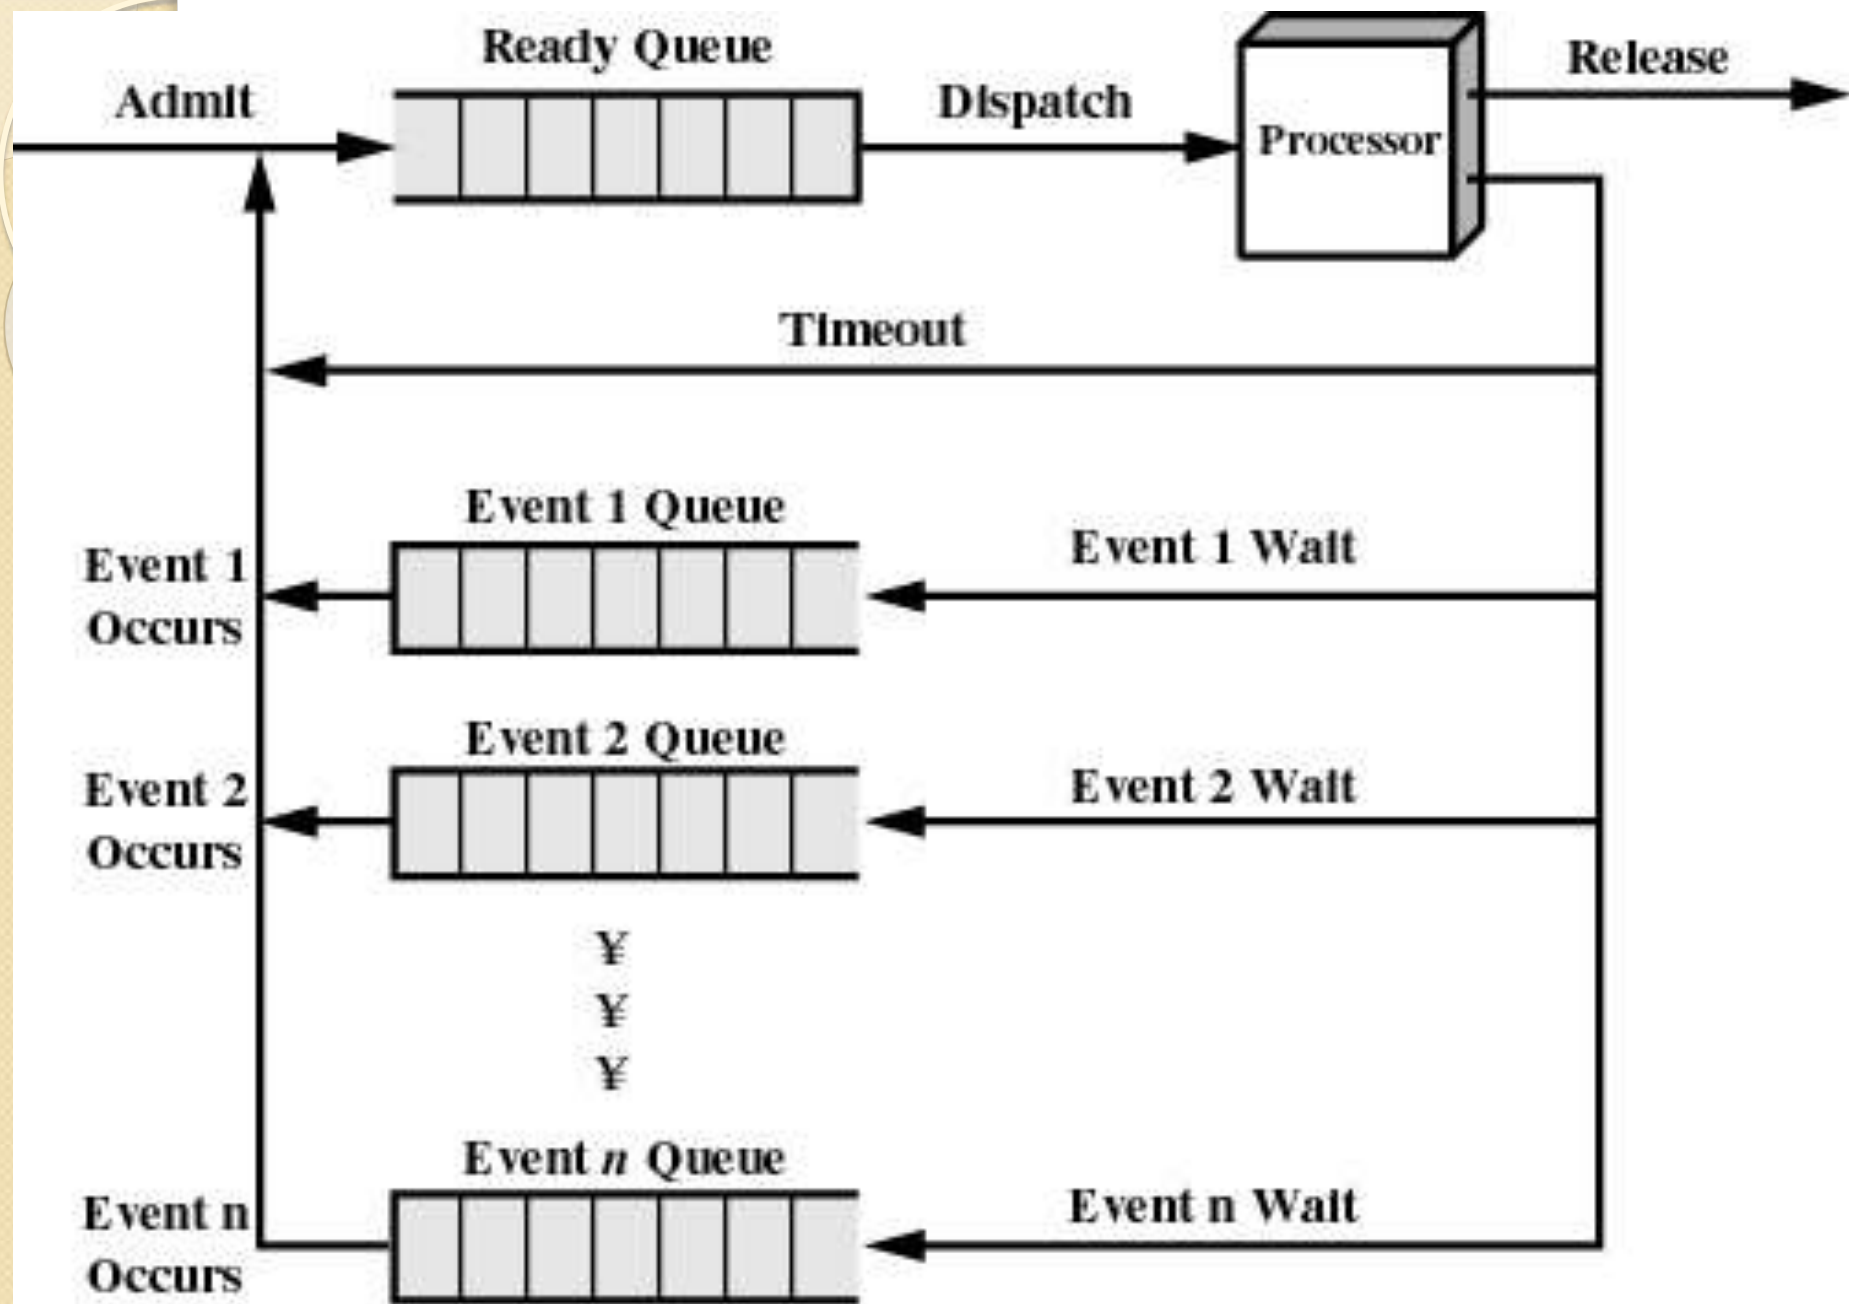 Ready Queue
Release
Admit
Dispatch
Processor
Timeout
Event 1 Queue
Event 1
Occurs
Event 1 Wait
Event 2 Queue
Event 2
Occurs
Event 2 Wait
¥
¥
¥
Event n Queue
Event n
Occurs
Event n Wait